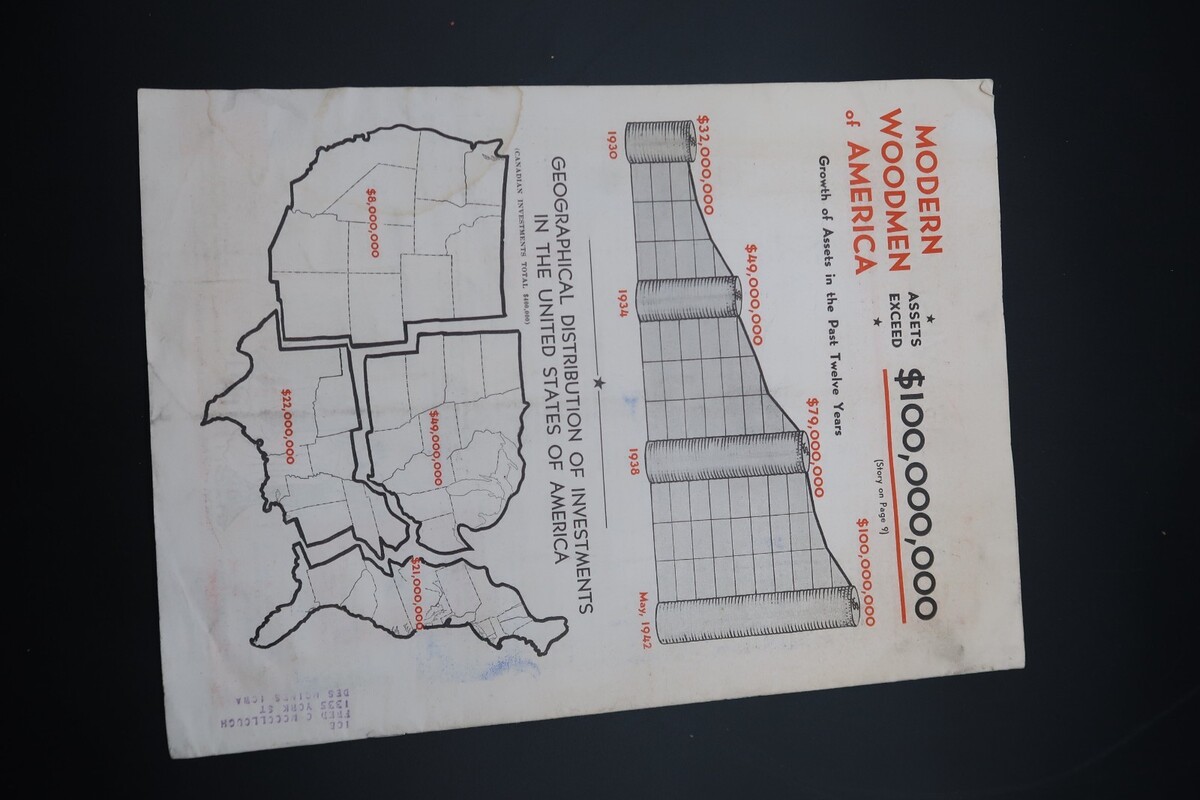 MODERN
WOODMEN
of AMERICA
★
ASSETS
EXCEED
★
$100,000,000
(Story on Page 9)
Growth of Assets in the Past Twelve Years
$32,000,000
$49,000,000
$79,000,000
$100,000,000
1930
1934
1938
May, 1942
★
GEOGRAPHICAL DISTRIBUTION OF INVESTMENTS
IN THE UNITED STATES OF AMERICA
(CANADIAN INVESTMENTS TOTAL $400,000)
$8,000,000
$49,000,000
$22,000,000
$21,000,000
FRED C MCCOLLOUGH
1335 YORK ST
DES MOINES IOWA